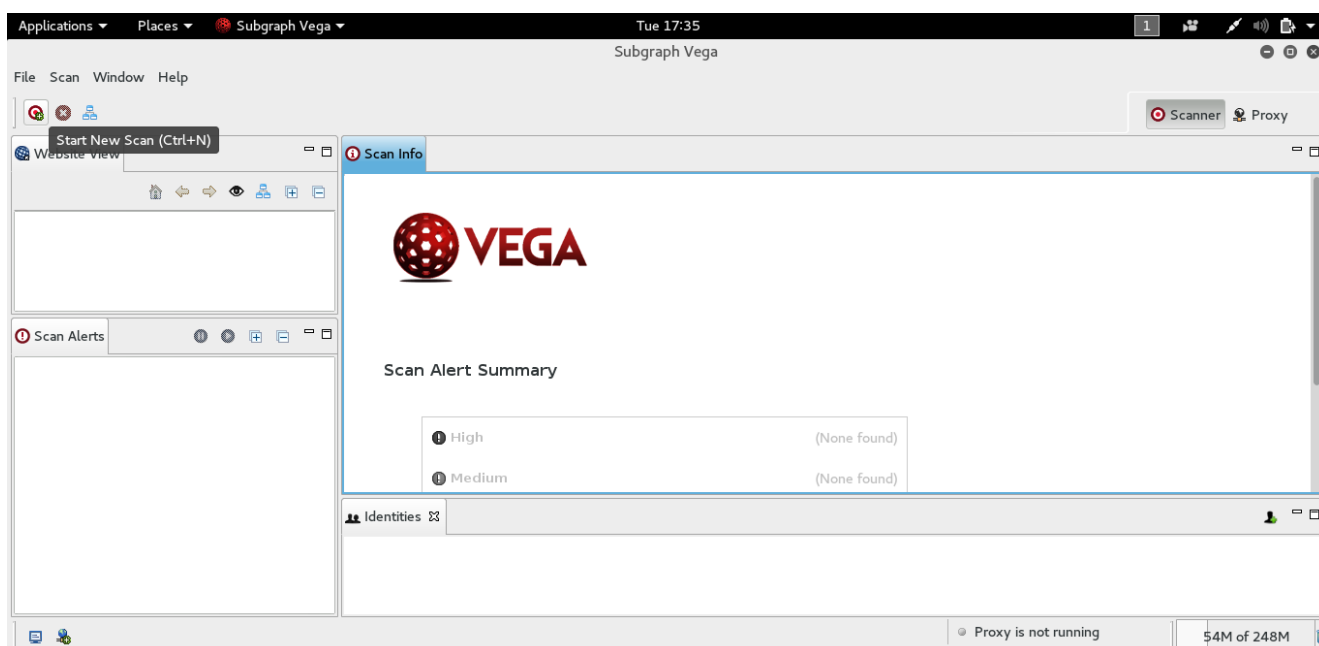 Applications Places Subgraph Vega Tue 17:35 1
Subgraph Vega
File Scan Window Help
Scanner Proxy
Start New Scan (Ctrl+N)
Website View Scan Info
VEGA
Scan Alerts
Scan Alert Summary
High (None found)
Medium (None found)
Identities
Proxy is not running 54M of 248M